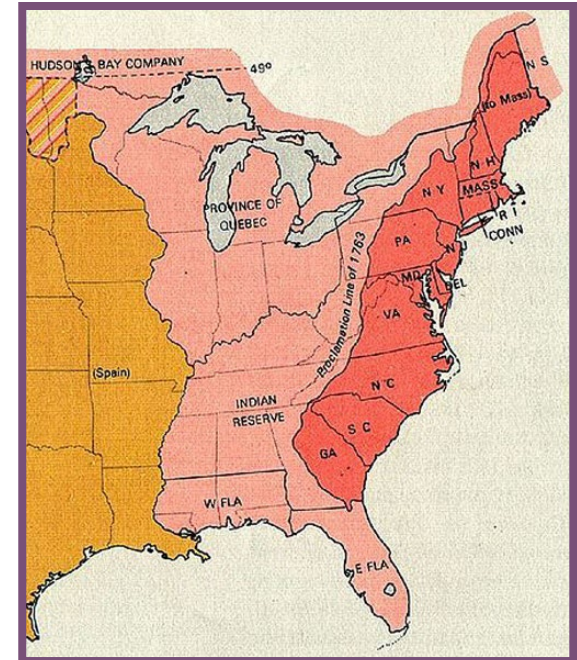 HUDSON BAY COMPANY
49º
N S
(to Mass)
N H
N Y
MASS
R I
CONN
PROVINCE OF
QUEBEC
PA
N J
MD
DEL
VA
Proclamation Line of 1763
(Spain)
N C
INDIAN
RESERVE
S C
GA
W FLA
E FLA